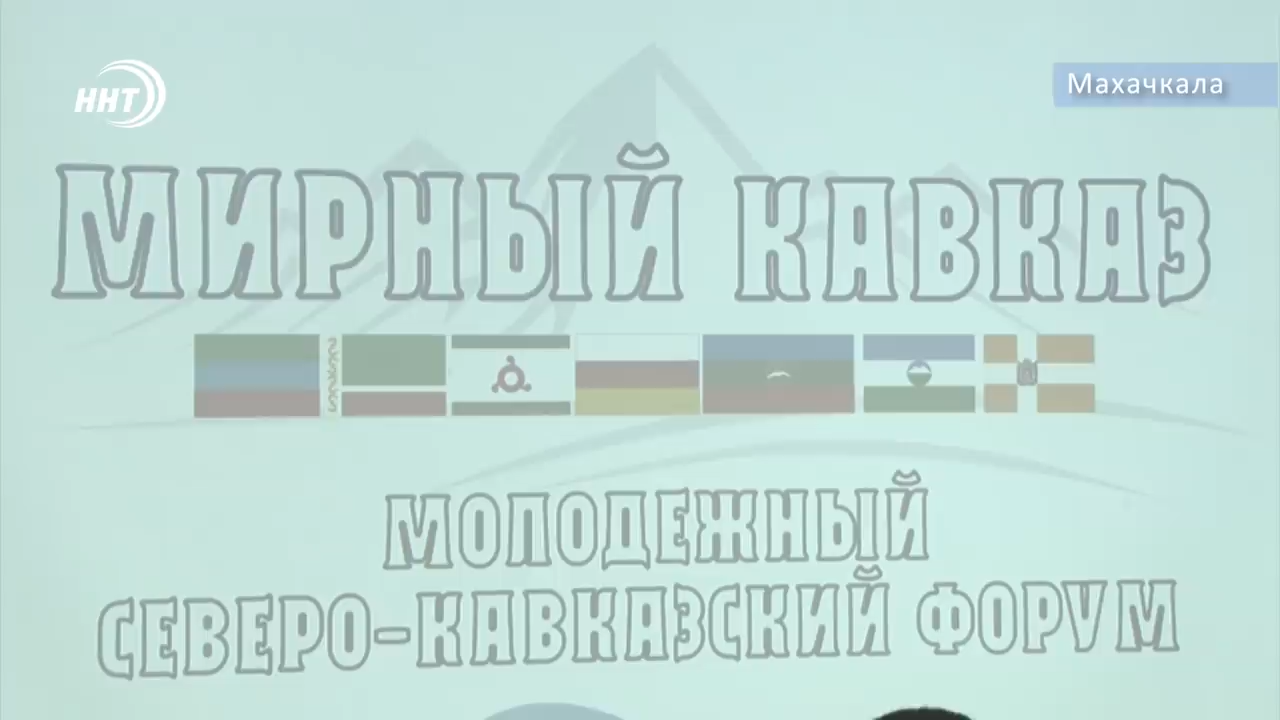 ННТ
Махачкала
МИРНЫЙ КАВКАЗ
МОЛОДЕЖНЫЙ
СЕВЕРО-КАВКАЗСКИЙ ФОРУМ